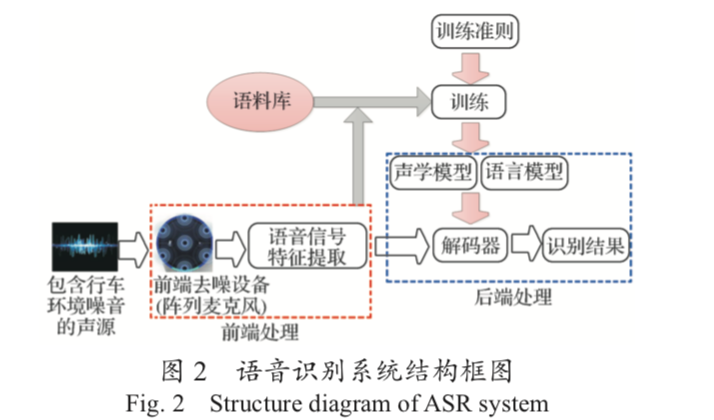 训练准则
语料库
训练
声学模型
语言模型
语音信号
特征提取
解码器
识别结果
包含行车
环境噪音
的声源
前端去噪设备
(阵列麦克风)
前端处理
后端处理
图 2 语音识别系统结构框图
Fig. 2 Structure diagram of ASR system